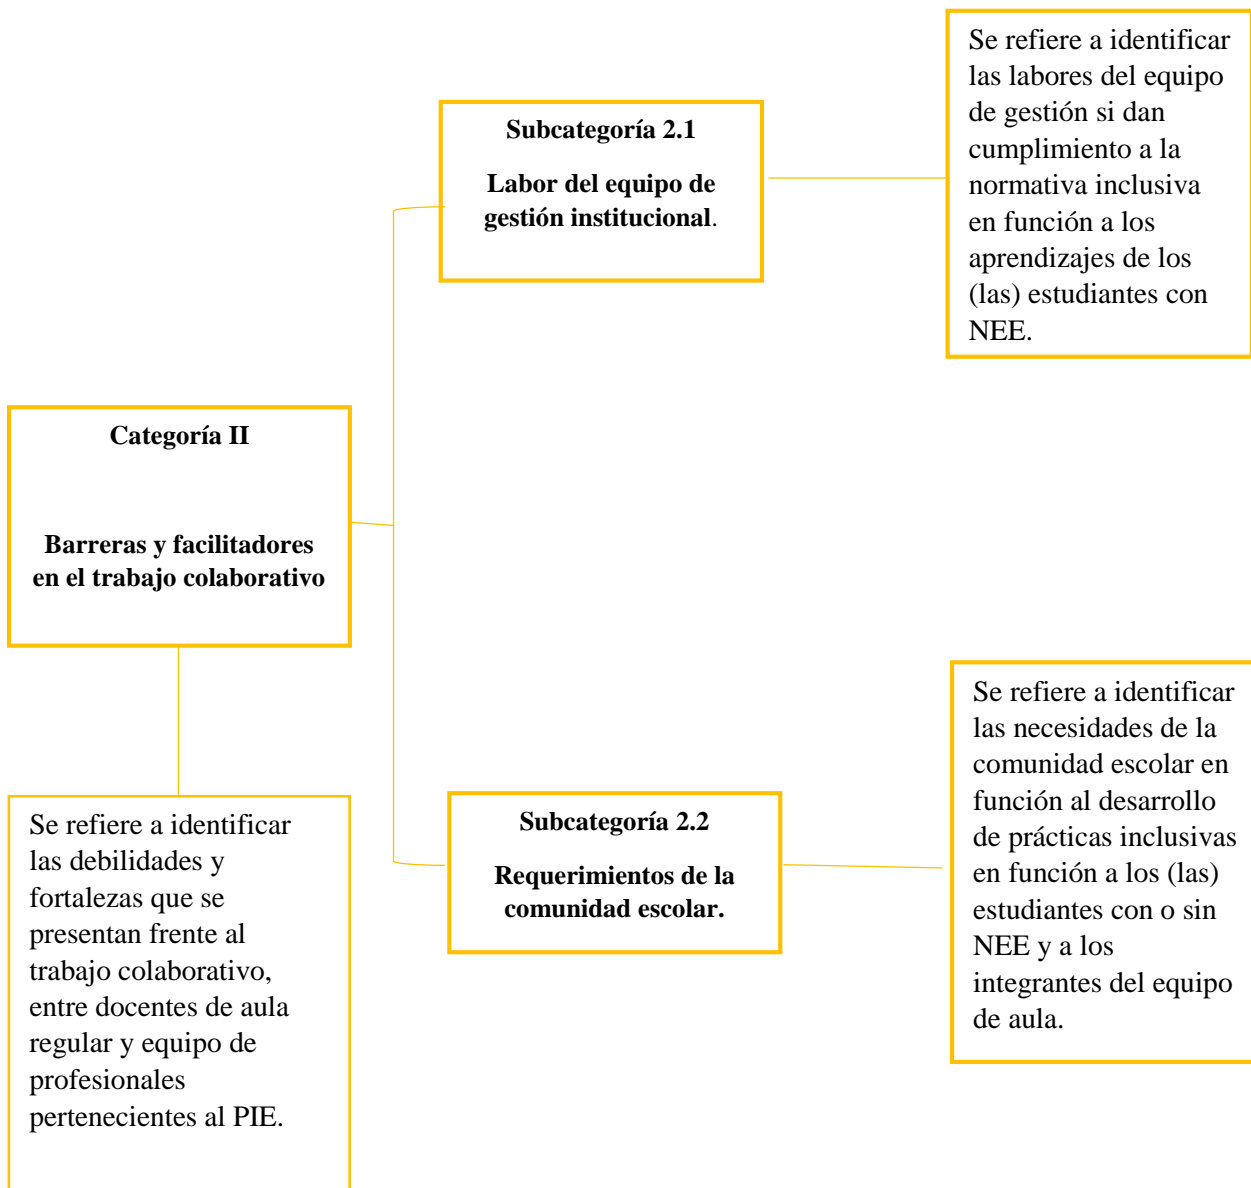 Se refiere a identificar
las labores del equipo
de gestión si dan
cumplimiento a la
normativa inclusiva
en función a los
aprendizajes de los
(las) estudiantes con
NEE.
Subcategoría 2.1
Labor del equipo de
gestión institucional.
Categoría II
Barreras y facilitadores
en el trabajo colaborativo
Se refiere a identificar
las debilidades y
fortalezas que se
presentan frente al
trabajo colaborativo,
entre docentes de aula
regular y equipo de
profesionales
pertenecientes al PIE.
Subcategoría 2.2
Requerimientos de la
comunidad escolar.
Se refiere a identificar
las necesidades de la
comunidad escolar en
función al desarrollo
de prácticas inclusivas
en función a los (las)
estudiantes con o sin
NEE y a los
integrantes del equipo
de aula.